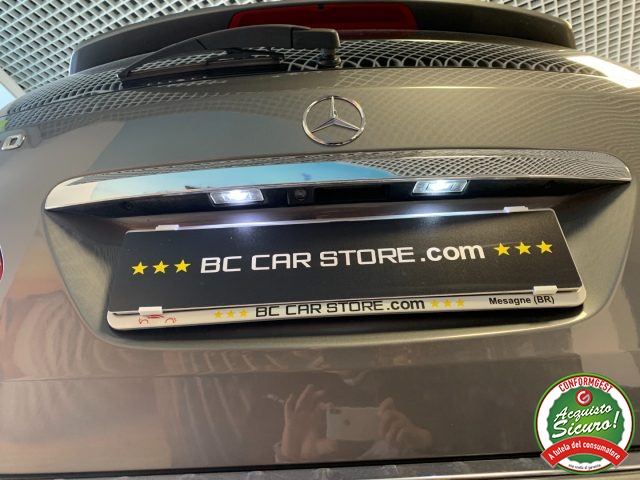 D
★★★ BC CAR STORE.com ★★★
★★★ BC CAR STORE.com ★★★ Mesagne (BR)
CONFORMGEST
Acquisto
Sicuro!
A tutela del consumatore